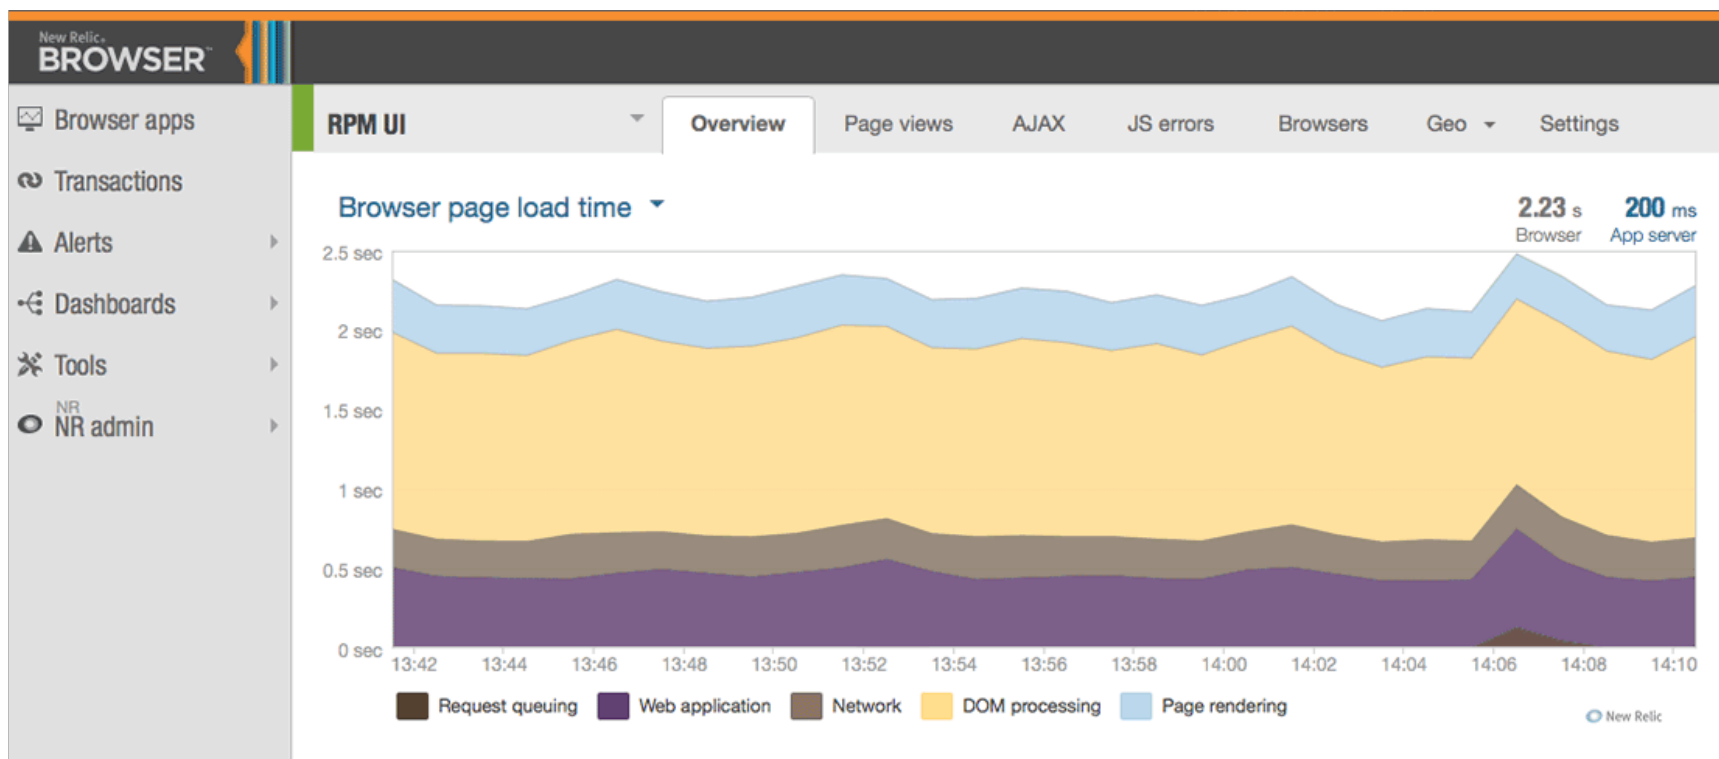 New Relic.
BROWSER™
Browser apps
Transactions
Alerts
Dashboards
Tools
NR
NR admin
RPM UI
Overview Page views AJAX JS errors Browsers Geo Settings
Browser page load time
2.23 s 200 ms
Browser App server
2.5 sec
2 sec
1.5 sec
1 sec
0.5 sec
0 sec
13:42 13:44 13:46 13:48 13:50 13:52 13:54 13:56 13:58 14:00 14:02 14:04 14:06 14:08 14:10
Request queuing Web application Network DOM processing Page rendering
New Relic